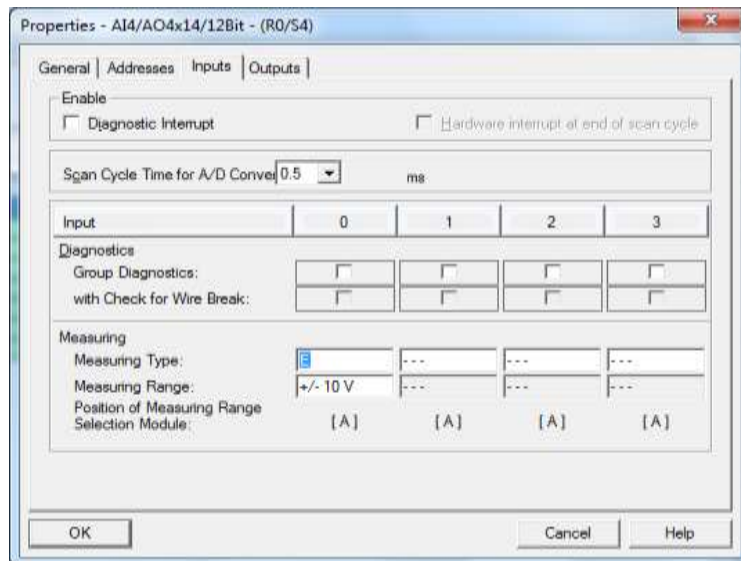 Properties - AI4/AO4x14/12Bit - (R0/S4)
General | Addresses | Inputs | Outputs |
Enable
Diagnostic Interrupt Hardware interrupt at end of scan cycle
Scan Cycle Time for A/D Conver 0.5 ms
Input 0 1 2 3
Diagnostics
Group Diagnostics:
with Check for Wire Break:
Measuring
Measuring Type: E --- --- ---
Measuring Range: +/- 10 V --- --- ---
Position of Measuring Range
Selection Module: [A] [A] [A] [A]
OK Cancel Help